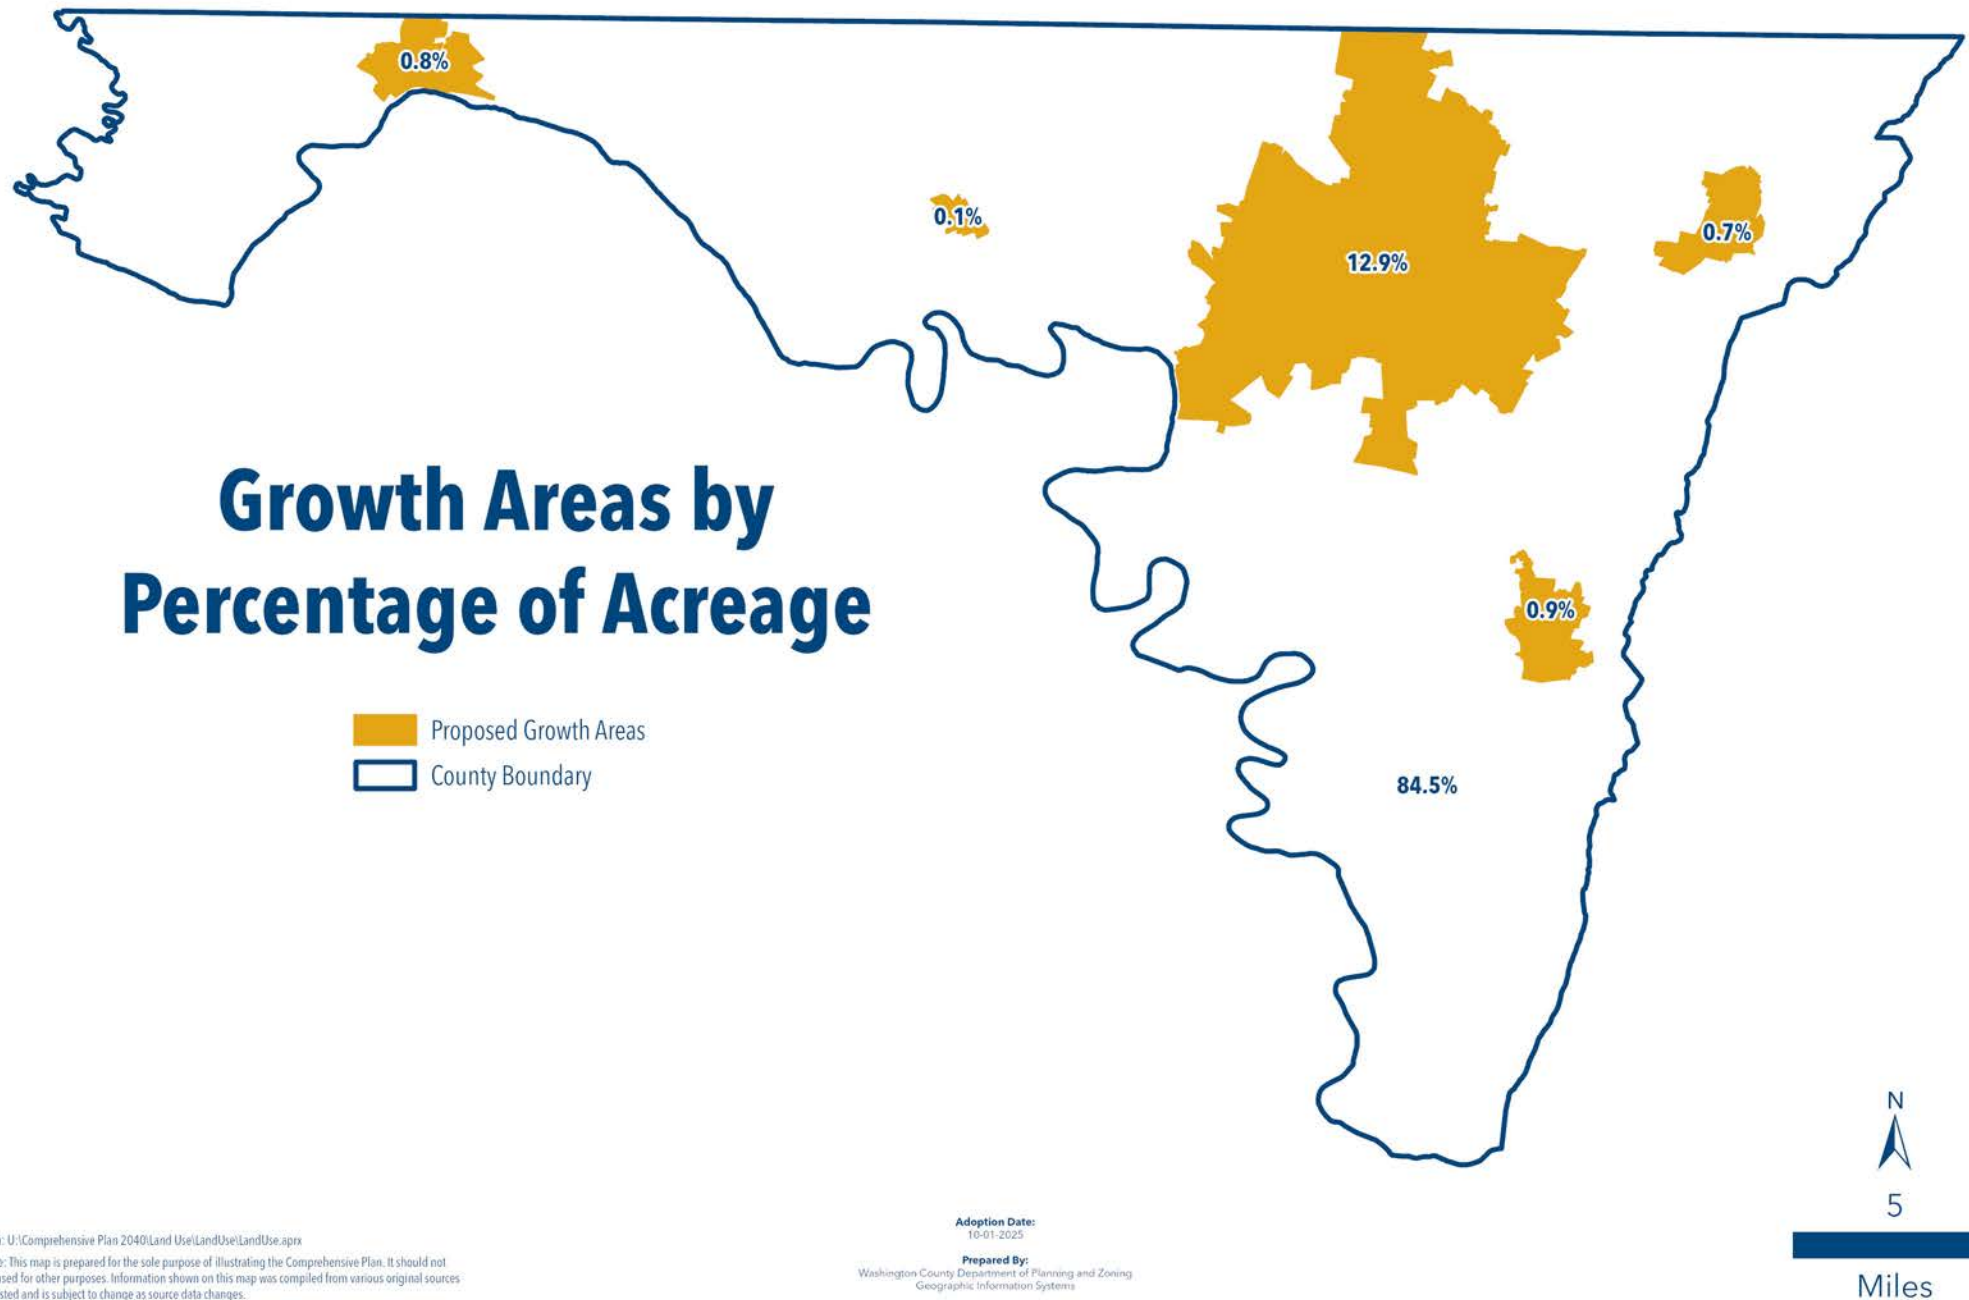 0.8%
0.1%
12.9%
0.7%
Growth Areas by
Percentage of Acreage
0.9%
Proposed Growth Areas
County Boundary
84.5%
N
5
Miles
: U:\Comprehensive Plan 2040\Land Use\LandUse\LandUse.aprx
: This map is prepared for the sole purpose of illustrating the Comprehensive Plan. It should not
for other purposes. Information shown on this map was compiled from various original sources
and is subject to change as source data changes.
Adoption Date:
10-01-2025
Prepared By:
Washington County Department of Planning and Zoning
Geographic Information Systems